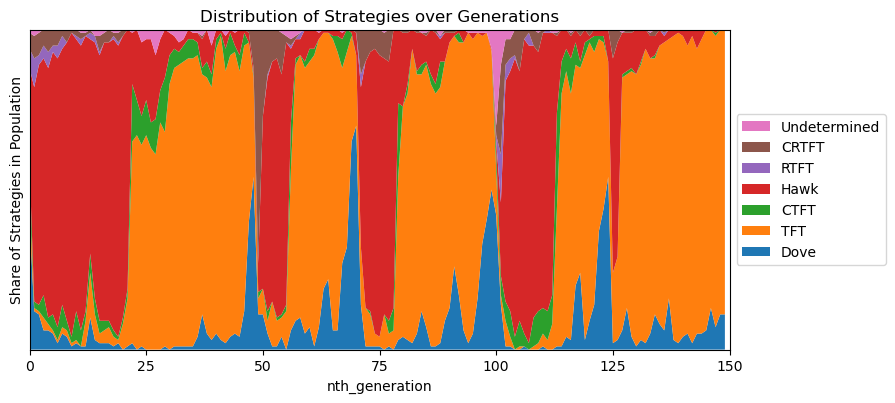 Distribution of Strategies over Generations
Share of Strategies in Population
Undetermined
CRTFT
RTFT
Hawk
CTFT
TFT
Dove
0 25 50 75 100 125 150
nth_generation